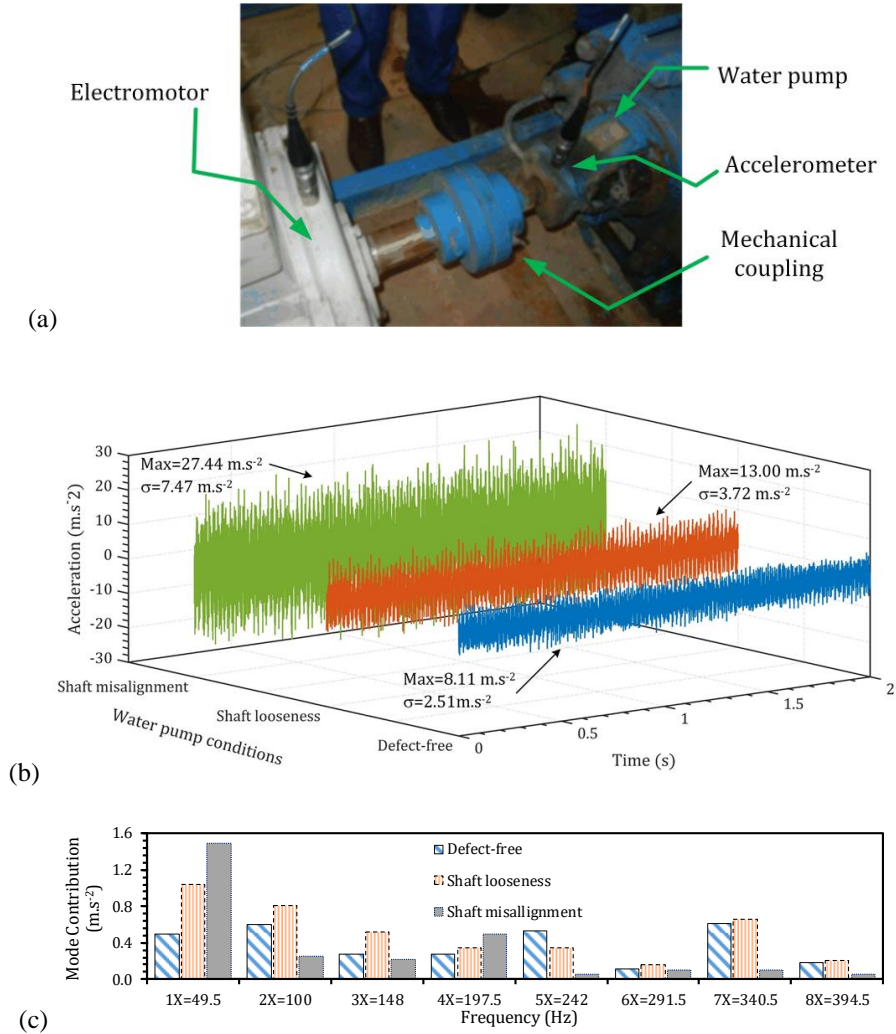 Electromotor
Water pump
Accelerometer
Mechanical
coupling
(a)
30
20
10
0
-10
-20
-30
Acceleration (m.s-2)
Max=27.44 m.s-2
σ=7.47 m.s-2
Max=13.00 m.s-2
σ=3.72 m.s-2
Max=8.11 m.s-2
σ=2.51m.s-2
Shaft misalignment
Shaft looseness
Defect-free
Water pump conditions
0
0.5
1
1.5
2
Time (s)
(b)
Mode Contribution
(m.s-2)
1.6
1.2
0.8
0.4
0.0
Defect-free
Shaft looseness
Shaft misallignment
1X=49.5 2X=100 3X=148 4X=197.5 5X=242 6X=291.5 7X=340.5 8X=394.5
Frequency (Hz)
(c)